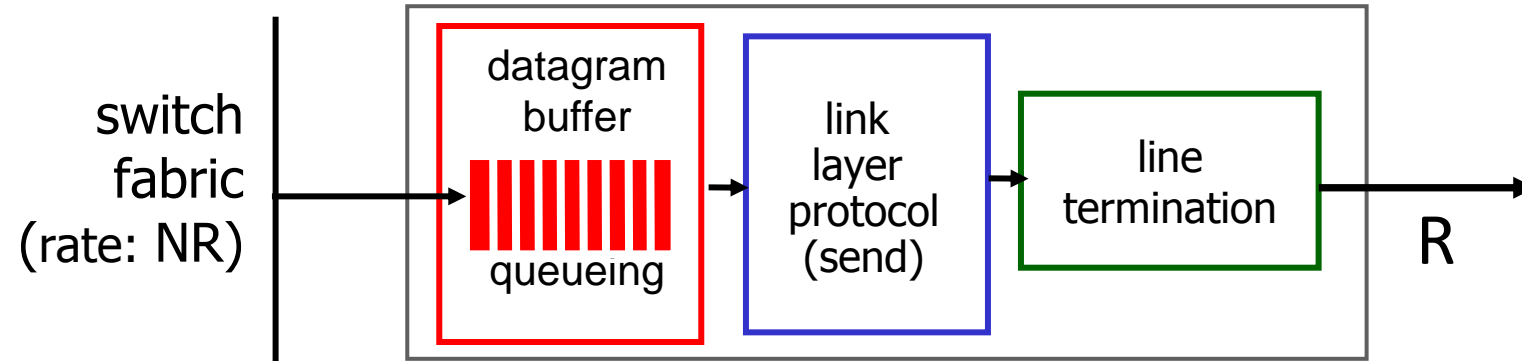 switch
fabric
(rate: NR)
datagram
buffer
queueing
link
layer
protocol
(send)
line
termination
R